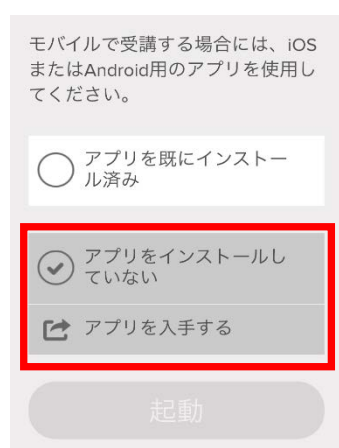 モバイルで受講する場合には、iOS
またはAndroid用のアプリを使用し
てください。
アプリを既にインストー
ル済み
アプリをインストールし
ていない
アプリを入手する
起動